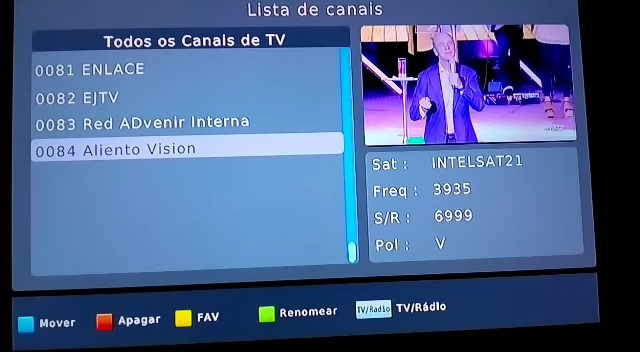 Lista de canais
Todos os Canais de TV
0081 ENLACE
0082 EJTV
0083 Red ADvenir Interna
0084 Aliento Vision
Sat : INTELSAT21
Freq : 3935
S/R : 6999
Pol : V
Mover Apagar FAV Renomear TV/Radio TV/Rádio